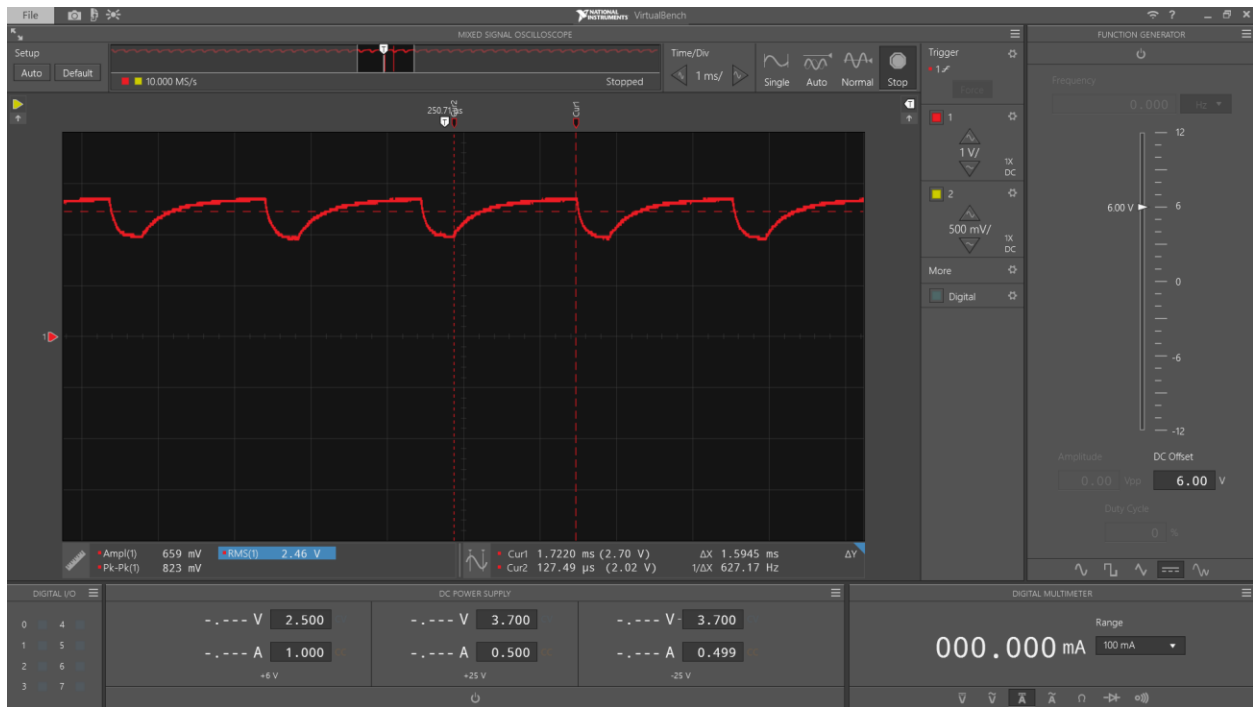 File
NATIONAL INSTRUMENTS VirtualBench
?
MIXED SIGNAL OSCILLOSCOPE
FUNCTION GENERATOR
Setup
Auto Default
T
10.000 MS/s
Stopped
Time/Div
1 ms/
Single Auto Normal Stop
Trigger
1
Force
1
1 V/
1X
DC
2
500 mV/
1X
DC
More
Digital
250.71 µs
T
Cur2
Cur1
T
1
Ampl(1) 659 mV
RMS(1) 2.46 V
Pk-Pk(1) 823 mV
Cur1 1.7220 ms (2.70 V) ΔX 1.5945 ms ΔY
Cur2 127.49 µs (2.02 V) 1/ΔX 627.17 Hz
Frequency
0.000 Hz
12
6
0
-6
-12
6.00 V
Amplitude DC Offset
0.00 Vpp 6.00 V
Duty Cycle
0 %
DIGITAL I/O
0 4
1 5
2 6
3 7
DC POWER SUPPLY
-.--- V 2.500
-.--- A 1.000 CC
+6 V
-.--- V 3.700
-.--- A 0.500 CC
+25 V
-.--- V - 3.700
-.--- A 0.499 CC
-25 V
DIGITAL MULTIMETER
000.000 mA
Range
100 mA
V V A A Ω